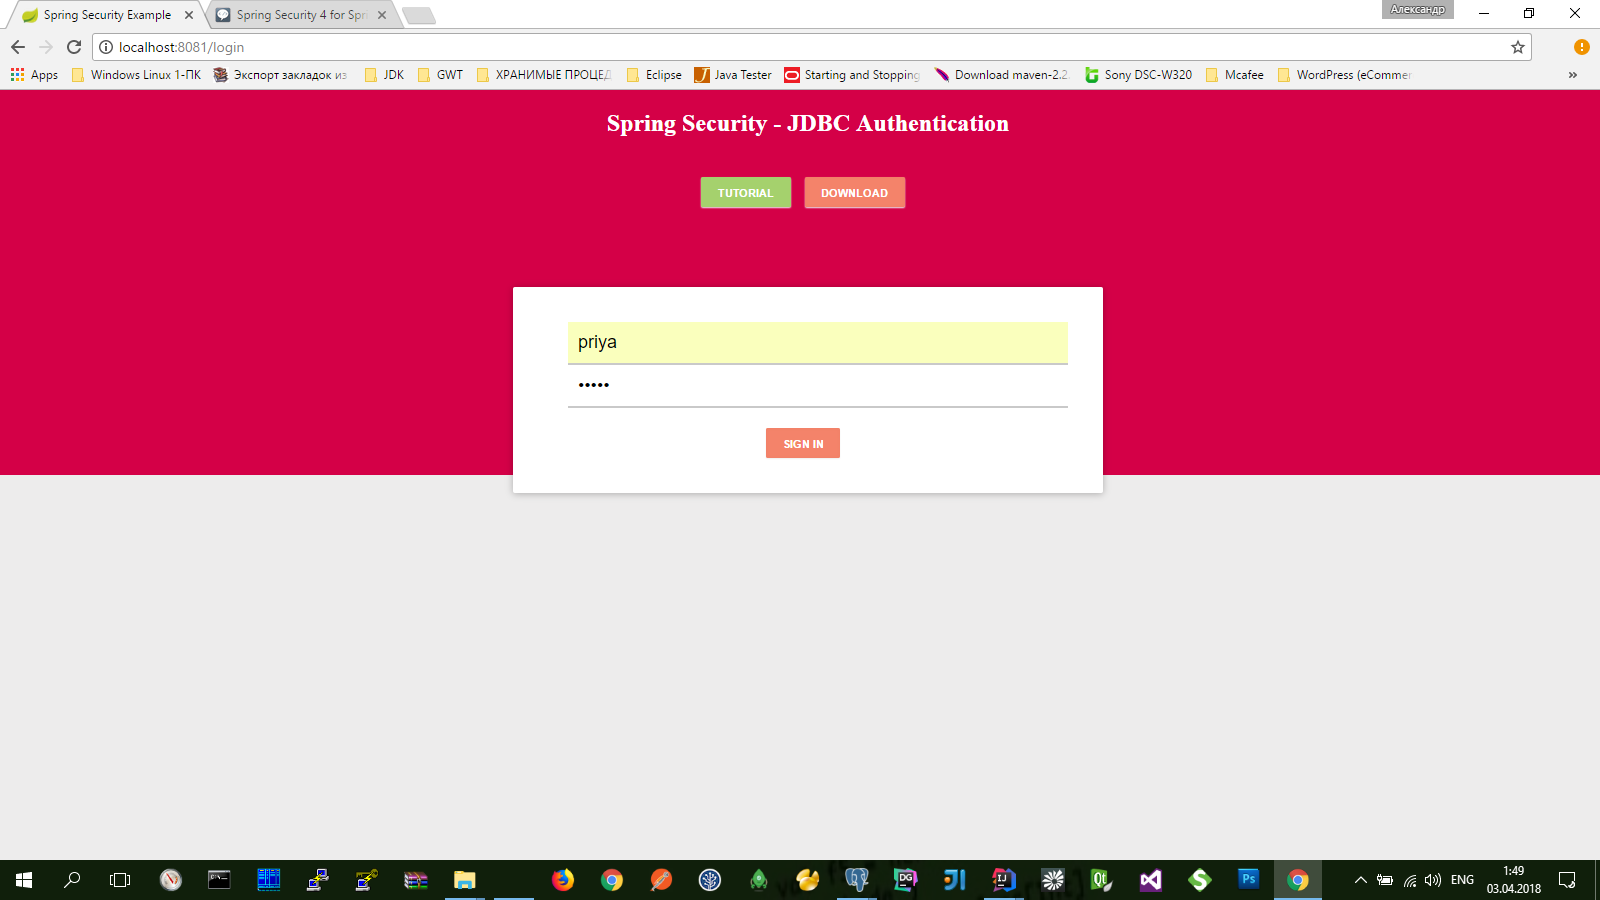 Spring Security Example
Spring Security 4 for Spr
Александр
localhost:8081/login
Apps
Windows Linux 1-ПК
Экспорт закладок из
JDK
GWT
ХРАНИМЫЕ ПРОЦЕД
Eclipse
Java Tester
Starting and Stopping
Download maven-2.2
Sony DSC-W320
Mcafee
WordPress (eCommer
»
Spring Security - JDBC Authentication
TUTORIAL
DOWNLOAD
priya
•••••
SIGN IN
ENG
1:49
03.04.2018